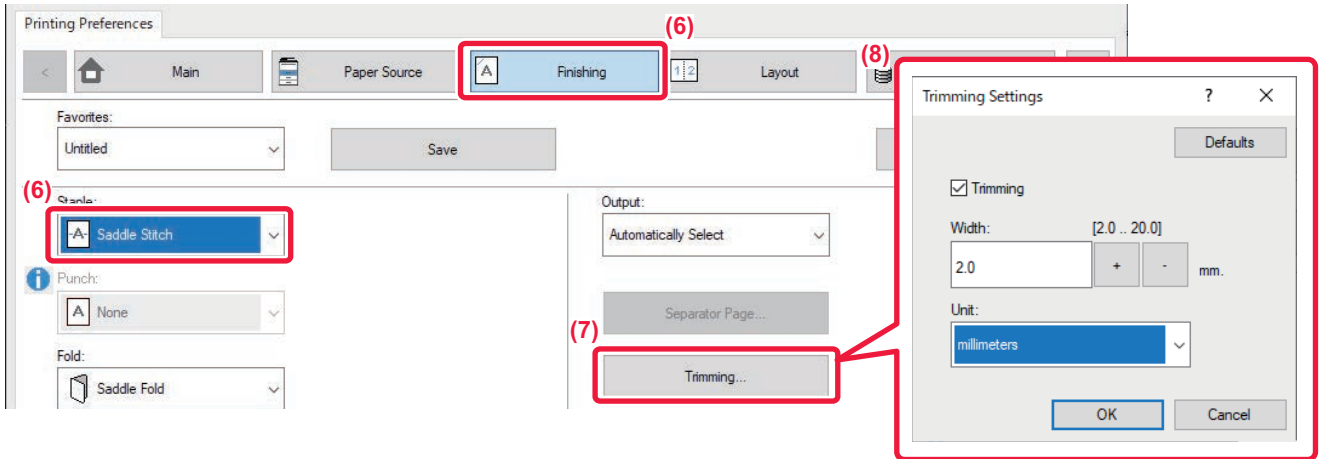 Printing Preferences
(6)
(8)
< Main Paper Source A Finishing 1 2 Layout
Favorites:
Untitled Save
(6)
Staple:
-A- Saddle Stitch
Punch:
A None
Fold:
Saddle Fold
Output:
Automatically Select
Separator Page...
(7)
Trimming...
Trimming Settings ? ×
Defaults
Trimming
Width: [2.0 .. 20.0]
2.0 + - mm.
Unit:
millimeters
OK Cancel